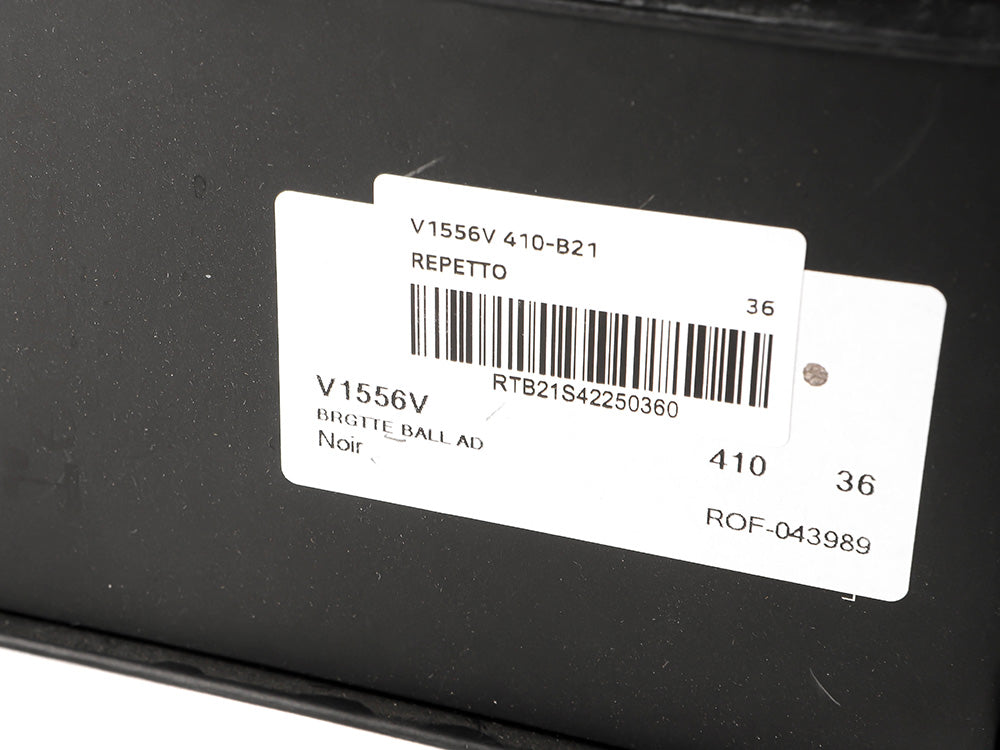 V1556V 410-B21
REPETTO
36
RTB21S42250360
V1556V
BRGTTE BALL AD
Noir
410 36
ROF-043989